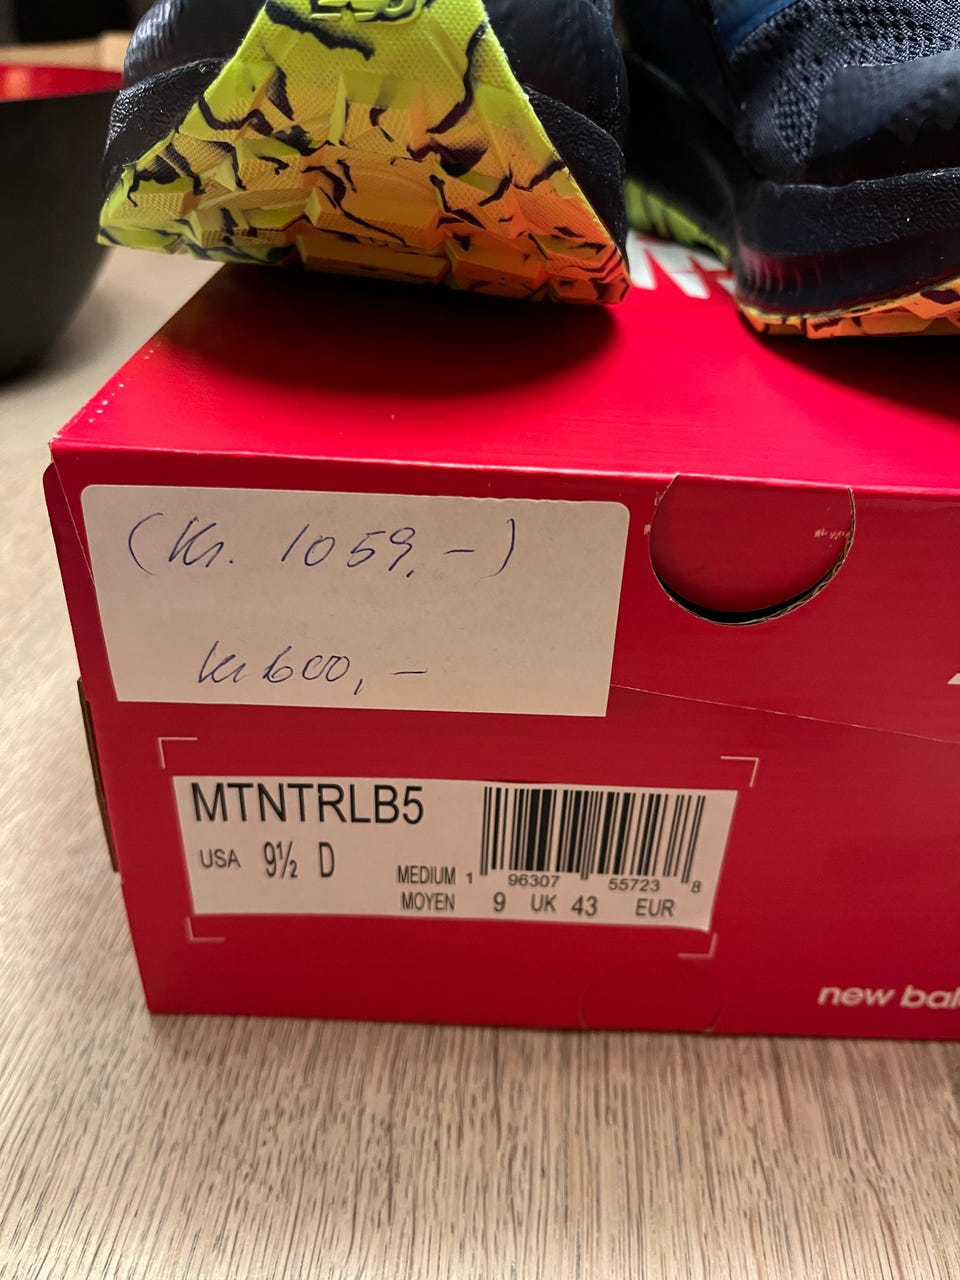 (Kr. 1059,-)
kr 600,-
MTNTRLB5
USA 9½ D
MEDIUM
MOYEN 9 UK 43 EUR
1 96307 55723 8
new bal